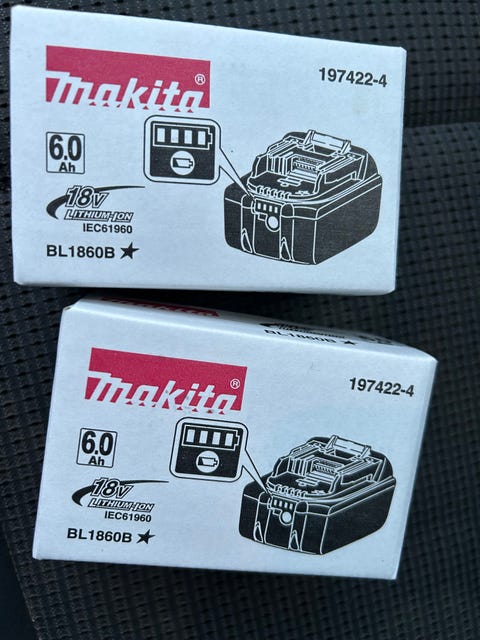 makita®
197422-4
6.0
Ah
18V
LITHIUM-ION
IEC61960
BL1860B ★
BL1860B ★
makita®
197422-4
6.0
Ah
18V
LITHIUM-ION
IEC61960
BL1860B ★